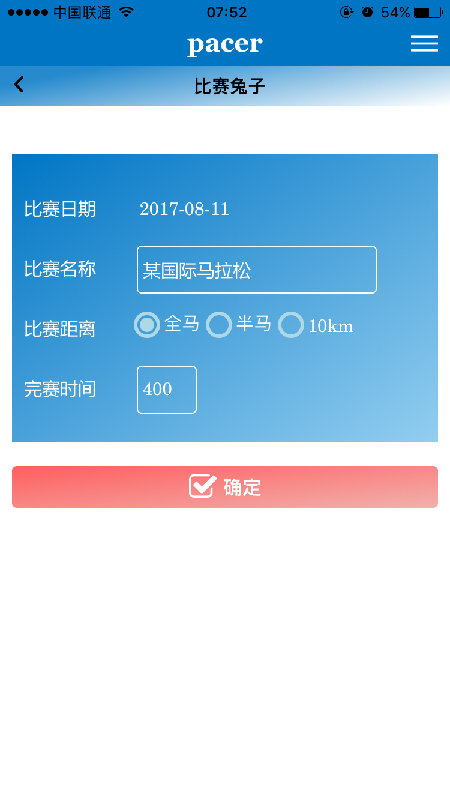 中国联通 07:52 54%
pacer
比赛兔子
比赛日期 2017-08-11
比赛名称 某国际马拉松
比赛距离 全马 半马 10km
完赛时间 400
确定